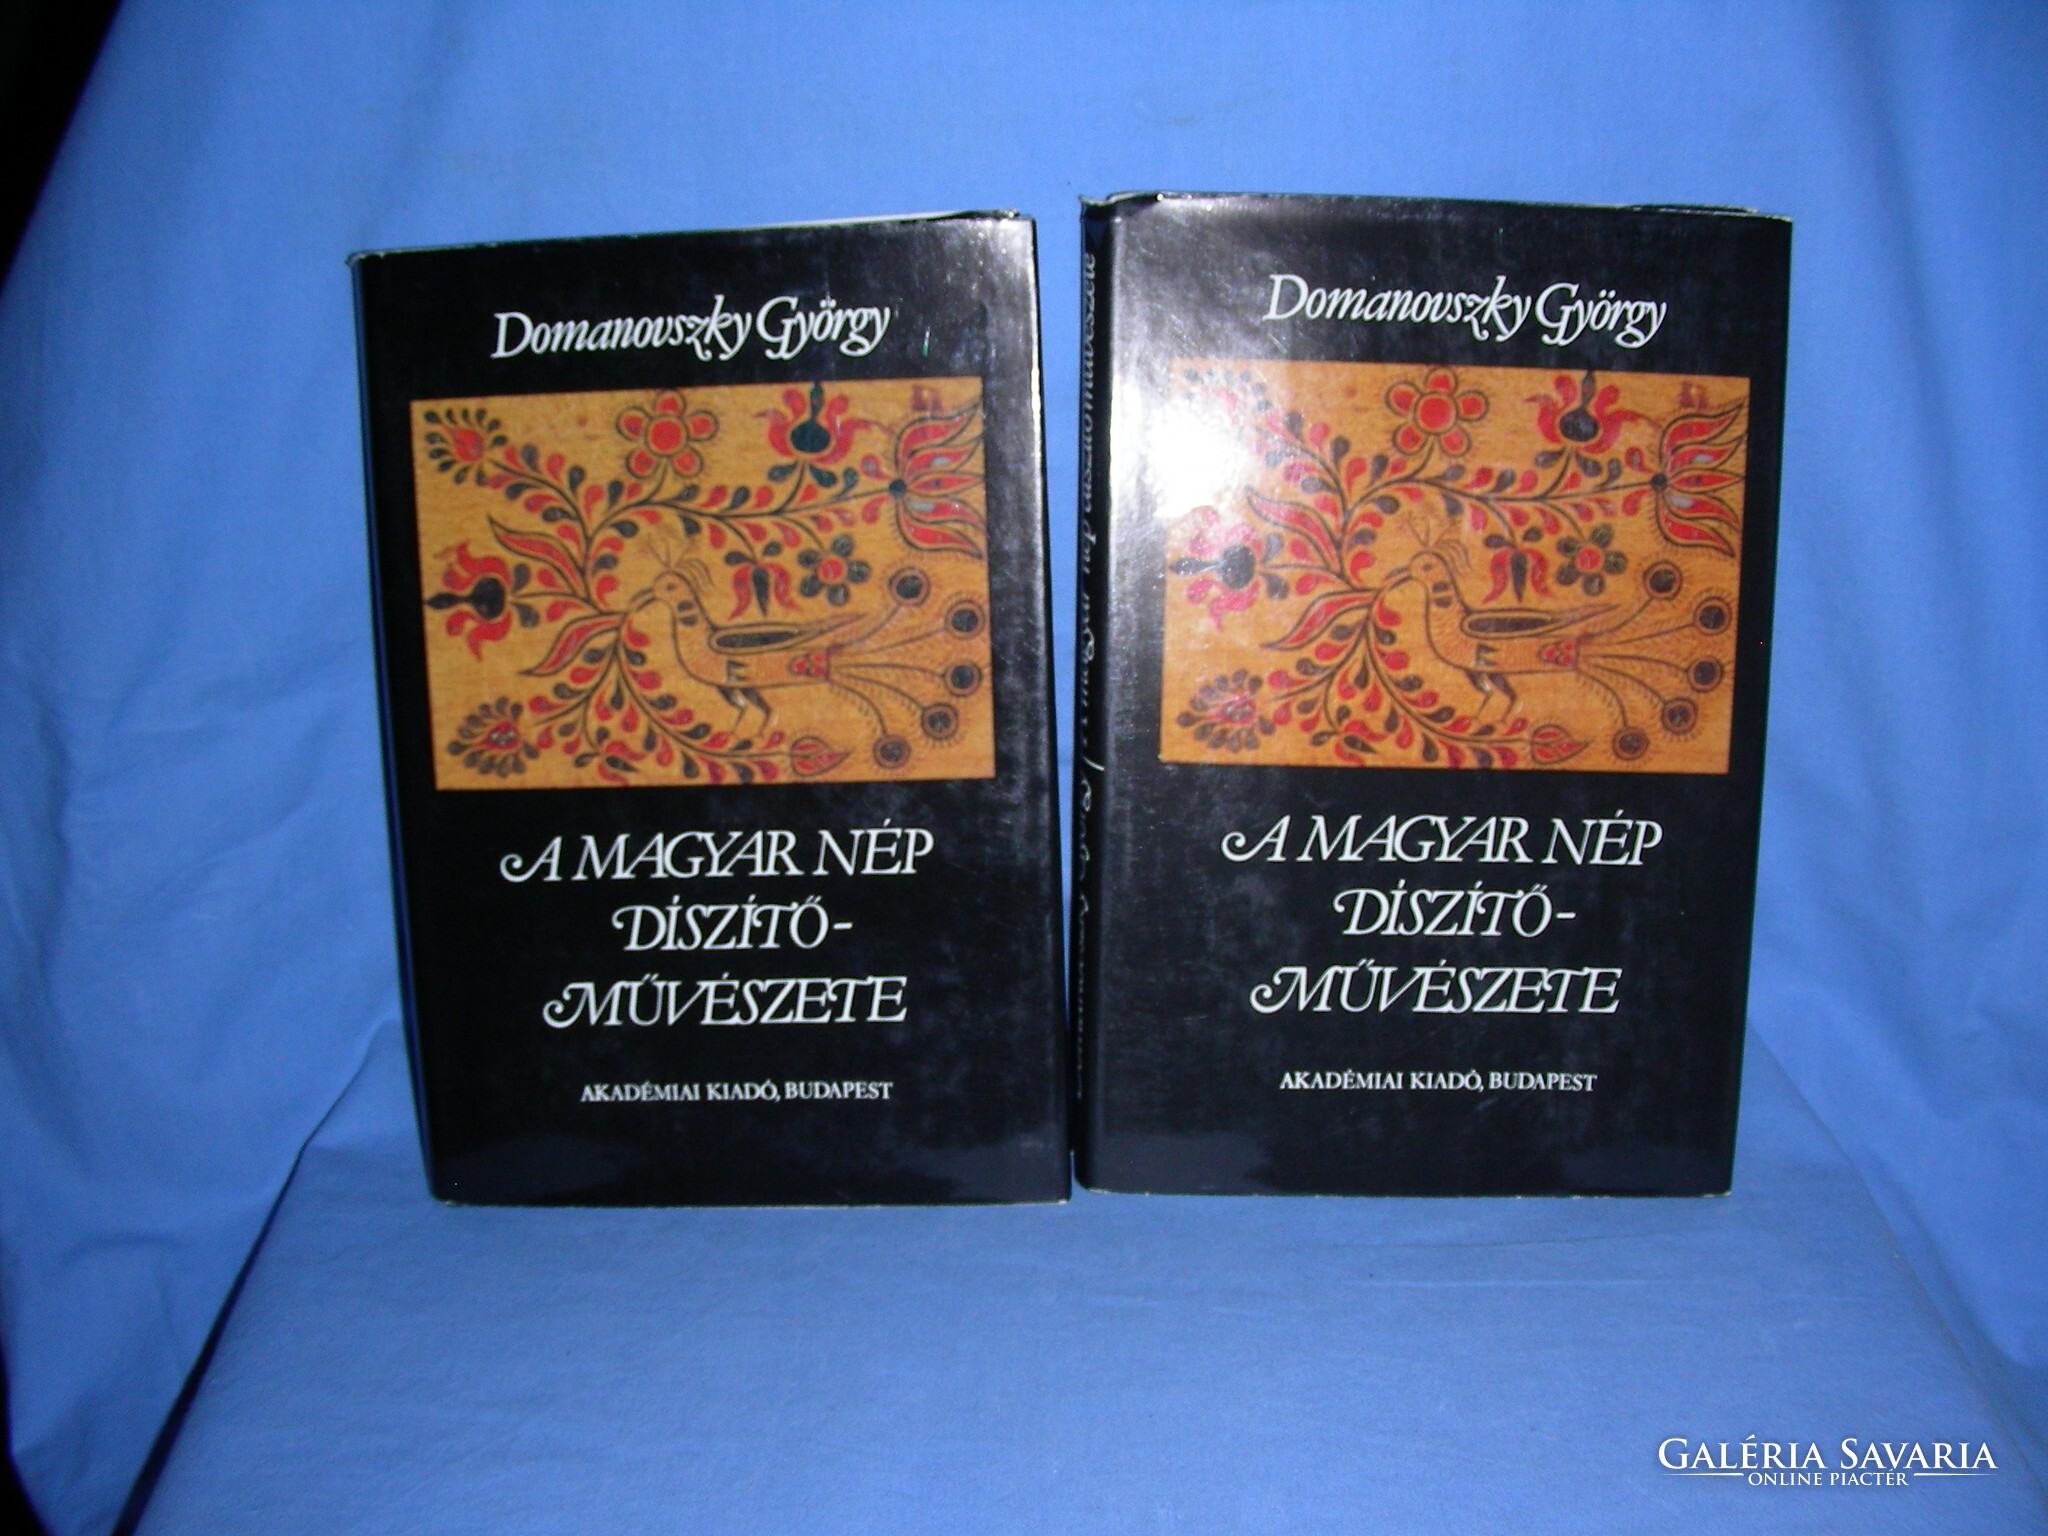 Domanovszky György
A MAGYAR NÉP
DÍSZÍTŐ-
MŰVÉSZETE
AKADÉMIAI KIADÓ, BUDAPEST
Domanovszky György
A MAGYAR NÉP
DÍSZÍTŐ-
MŰVÉSZETE
AKADÉMIAI KIADÓ, BUDAPEST
GALÉRIA SAVARIA
ONLINE PIACTÉR